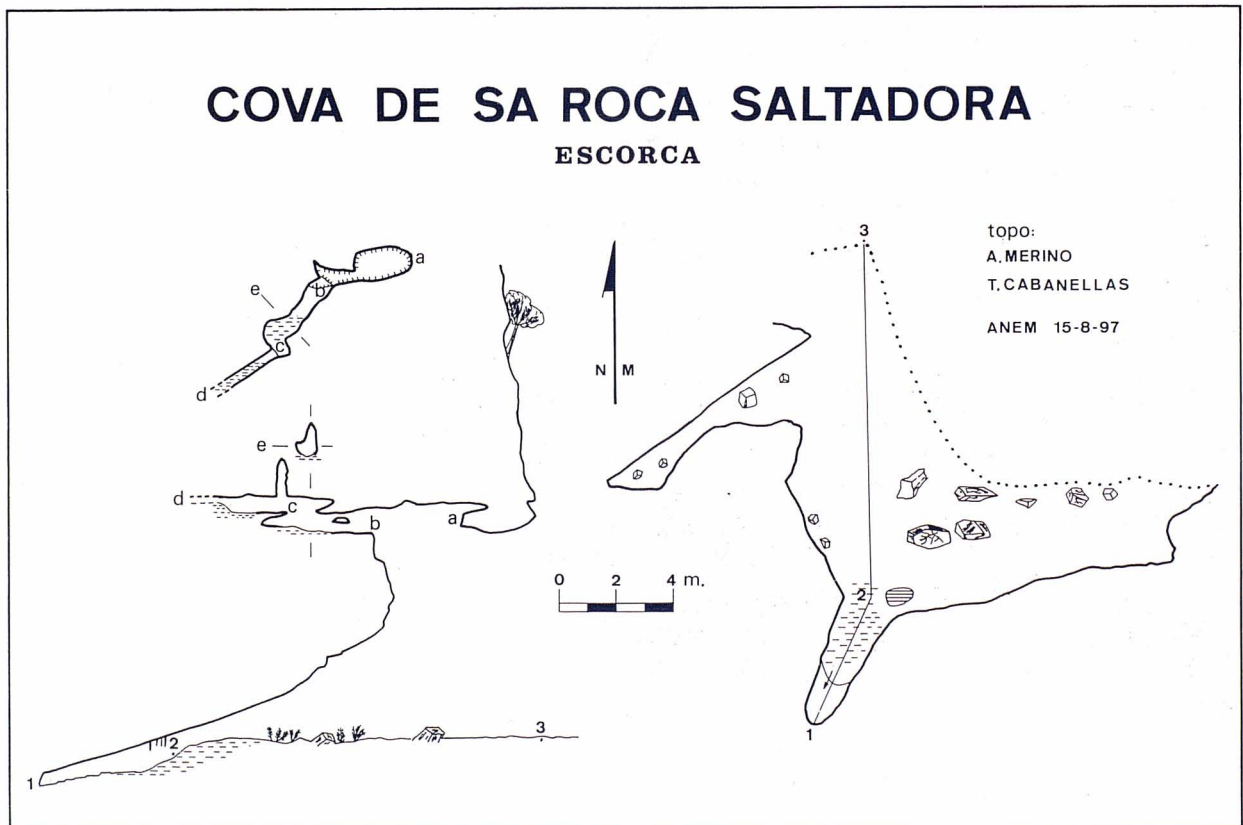 COVA DE SA ROCA SALTADORA
ESCORCA
topo:
A.MERINO
T.CABANELLAS
ANEM 15-8-97
a
b
e
c
d
N M
e
d
c
b
a
0 2 4 m.
1
2
3
3
2
1